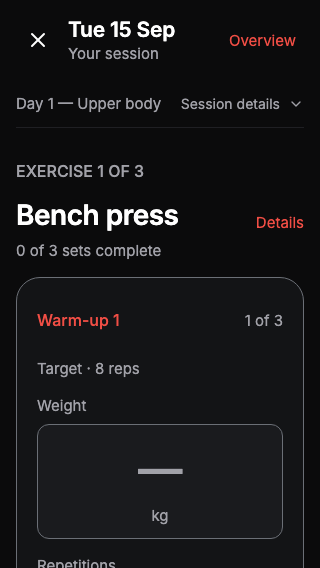 Tue 15 Sep
Your session
Overview
Day 1 — Upper body
Session details
EXERCISE 1 OF 3
Bench press
Details
0 of 3 sets complete
Warm-up 1
1 of 3
Target · 8 reps
Weight
—
kg
Repetitions